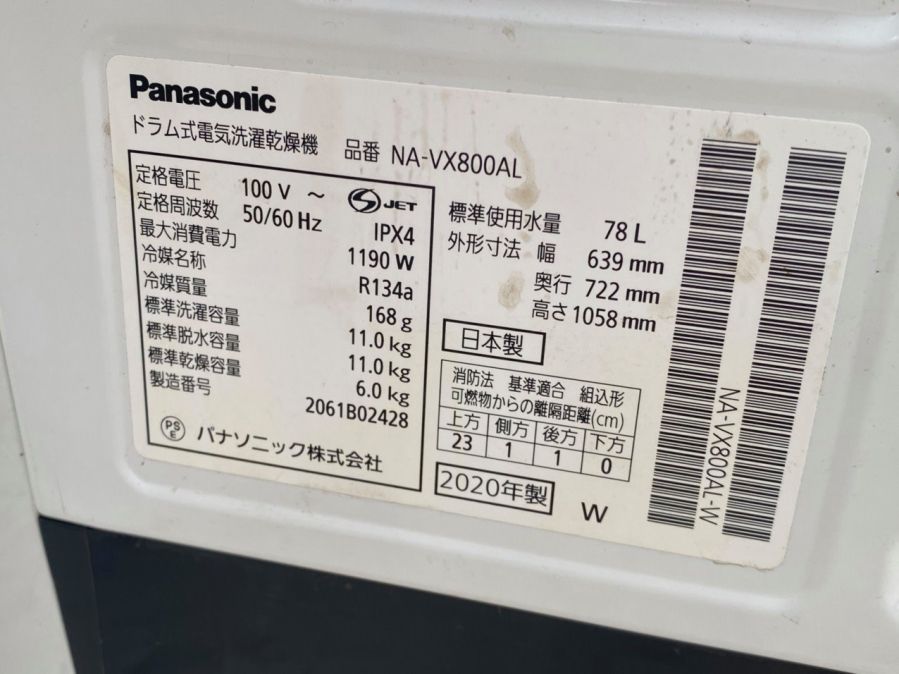 Panasonic
ドラム式電気洗濯乾燥機 品番 NA-VX800AL
定格電圧 100 V ～ S JET
定格周波数 50/60 Hz IPX4
最大消費電力 1190 W
冷媒名称 R134a
冷媒質量 168 g
標準洗濯容量 11.0 kg
標準脱水容量 11.0 kg
標準乾燥容量 6.0 kg
製造番号 2061B02428
PSE パナソニック株式会社
標準使用水量 78 L
外形寸法 幅 639 mm
奥行 722 mm
高さ 1058 mm
日本製
消防法 基準適合 組込形
可燃物からの離隔距離(cm)
上方 側方 後方 下方
23 1 1 0
2020年製 W
NA-VX800AL-W